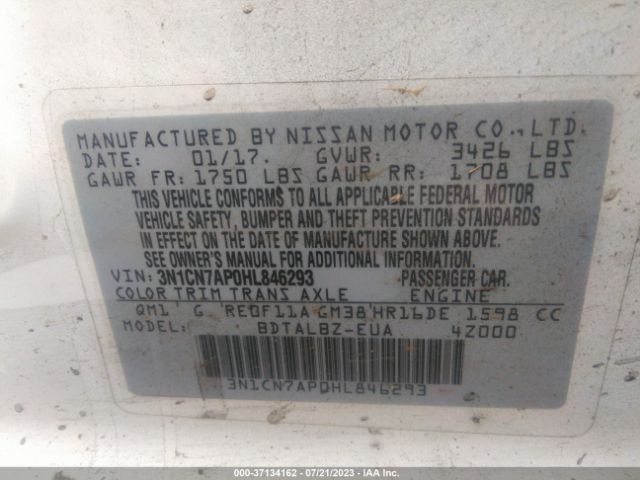 MANUFACTURED BY NISSAN MOTOR CO., LTD.
DATE: 01/17. GVWR: 3426 LBS
GAWR FR: 1750 LBS GAWR RR: 1708 LBS
THIS VEHICLE CONFORMS TO ALL APPLICABLE FEDERAL MOTOR
VEHICLE SAFETY, BUMPER AND THEFT PREVENTION STANDARDS
IN EFFECT ON THE DATE OF MANUFACTURE SHOWN ABOVE.
SEE OWNER'S MANUAL FOR ADDITIONAL INFORMATION.
VIN: 3N1CN7AP0HL846293 PASSENGER CAR.
COLOR TRIM TRANS AXLE ENGINE
QM1 G RE0F11A GM38 HR16DE 1598 CC
MODEL: BDTALBZ-EUA 4Z000
3N1CN7AP0HL846293
000-37134162 - 07/21/2023 - IAA Inc.